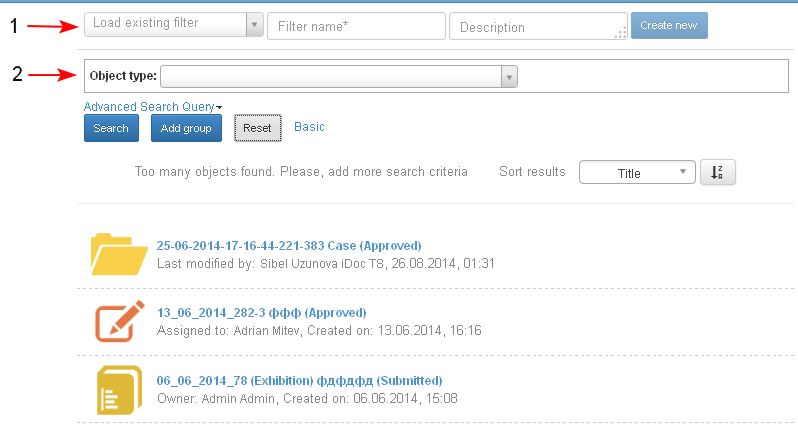 1 Load existing filter Filter name* Description Create new
2 Object type:
Advanced Search Query
Search Add group Reset Basic
Too many objects found. Please, add more search criteria Sort results Title
25-06-2014-17-16-44-221-383 Case (Approved)
Last modified by: Sibel Uzunova iDoc TS, 26.08.2014, 01:31
13_06_2014_282-3 ффф (Approved)
Assigned to: Adrian Mitev, Created on: 13.06.2014, 16:16
06_06_2014_78 (Exhibition) фдфдфд (Submitted)
Owner: Admin Admin, Created on: 06.06.2014, 15:08